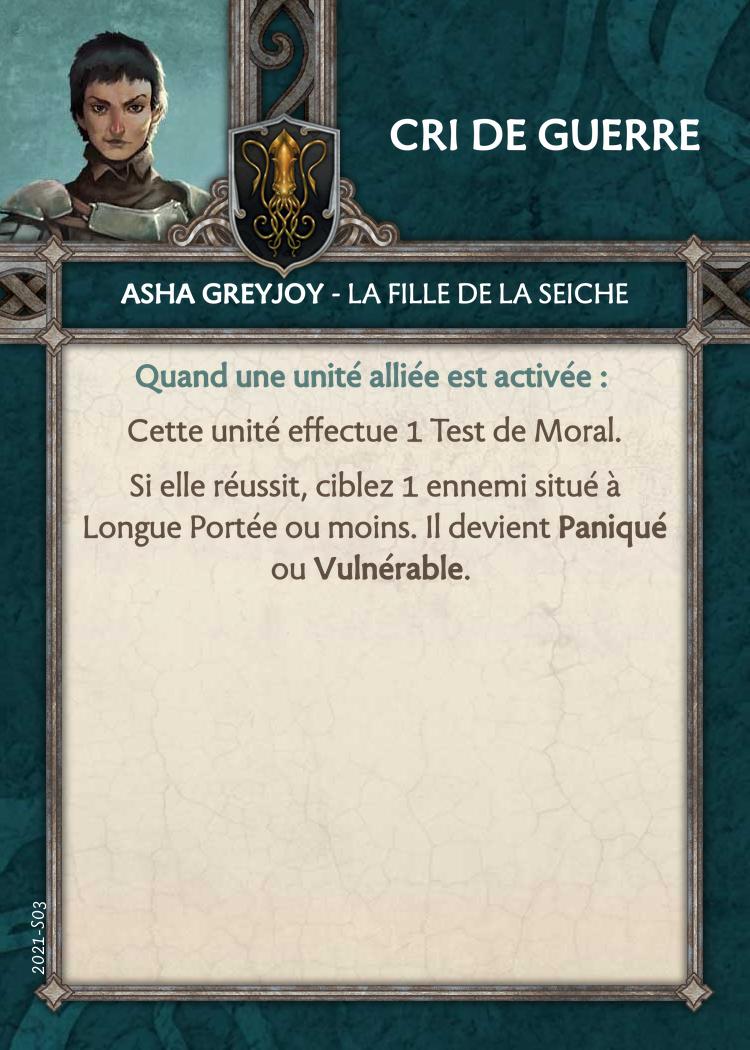 CRI DE GUERRE
ASHA GREYJOY - LA FILLE DE LA SEICHE
Quand une unité alliée est activée :
Cette unité effectue 1 Test de Moral.
Si elle réussit, ciblez 1 ennemi situé à
Longue Portée ou moins. Il devient Paniqué
ou Vulnérable.
2021-S03